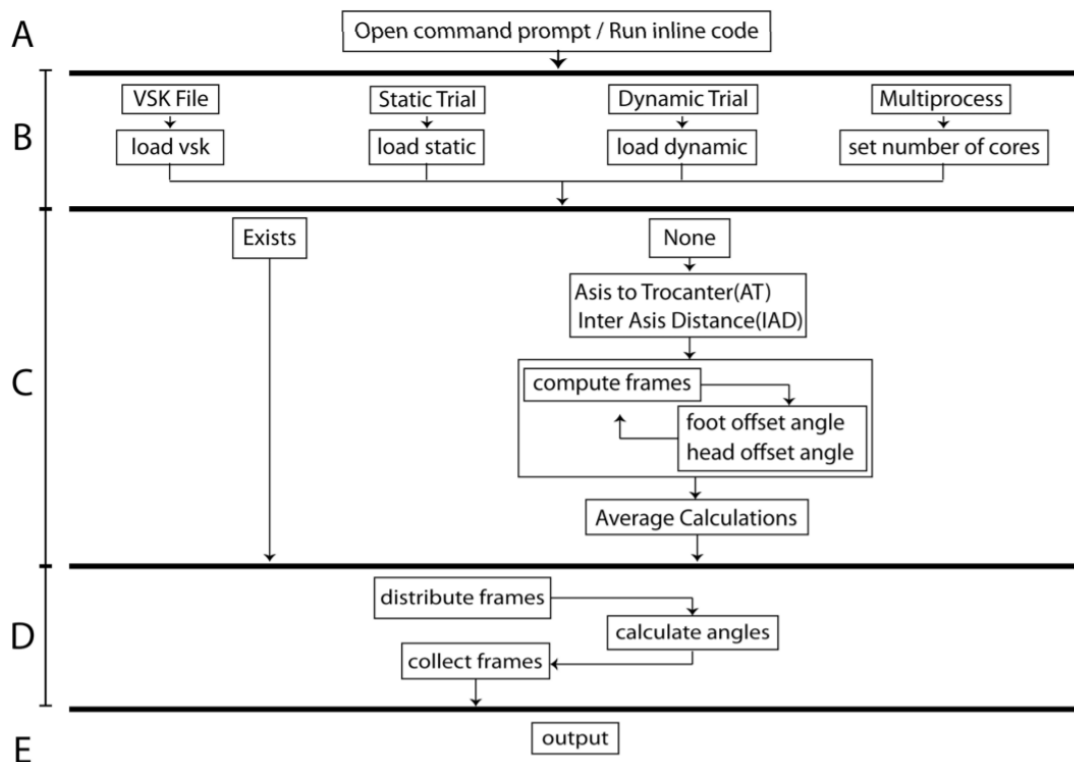 A
Open command prompt / Run inline code
B
VSK File
Static Trial
Dynamic Trial
Multiprocess
load vsk
load static
load dynamic
set number of cores
C
Exists
None
Asis to Trocanter(AT)
Inter Asis Distance(IAD)
compute frames
foot offset angle
head offset angle
Average Calculations
D
distribute frames
calculate angles
collect frames
E
output